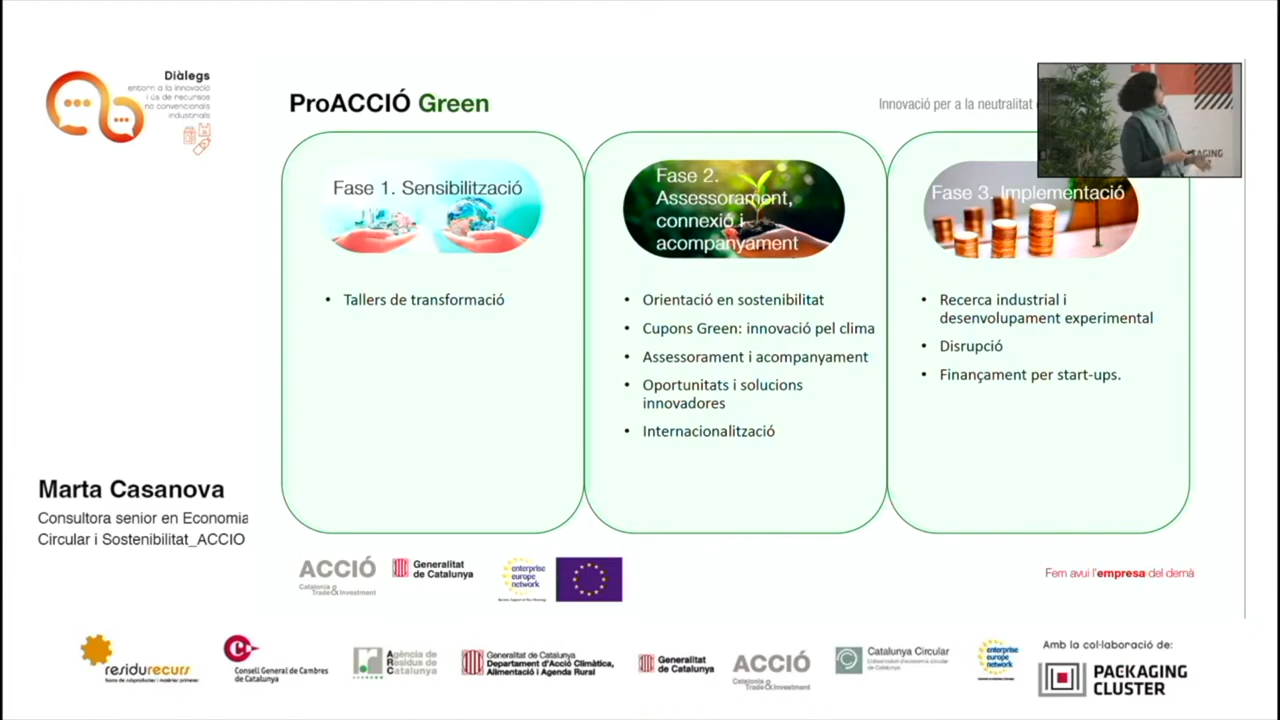 Diàlegs
entorn a la innovació
i ús de recursos
no convencionals
industrials
ProACCIÓ Green
Innovació per a la neutralitat
PACKAGING
Fase 1. Sensibilització
• Tallers de transformació
Fase 2.
Assessorament,
connexió i
acompanyament
• Orientació en sostenibilitat
• Cupons Green: innovació pel clima
• Assessorament i acompanyament
• Oportunitats i solucions
innovadores
• Internacionalització
Fase 3. Implementació
• Recerca industrial i
desenvolupament experimental
• Disrupció
• Finançament per start-ups.
Marta Casanova
Consultora senior en Economia
Circular i Sostenibilitat_ACCIO
ACCIÓ
Catalonia
Trade&Investment
Generalitat
de Catalunya
enterprise
europe
network
Fem avui l'empresa del demà
residurecurs
Consell General de Cambres
de Catalunya
Agència de
Residus de
Catalunya
Generalitat de Catalunya
Departament d'Acció Climàtica,
Alimentació i Agenda Rural
Generalitat
de Catalunya
ACCIÓ
Catalonia
Trade&Investment
Catalunya Circular
L'observatori d'economia circular
de Catalunya
enterprise
europe
network
Amb la col·laboració de:
PACKAGING
CLUSTER